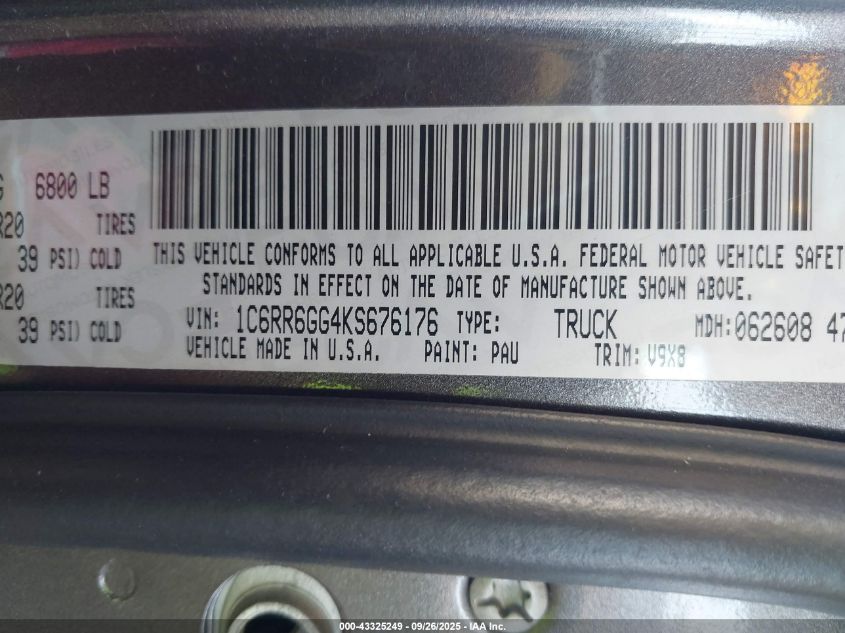 G 6800 LB
R20 TIRES
39 PSI) COLD
R20 TIRES
39 PSI) COLD
THIS VEHICLE CONFORMS TO ALL APPLICABLE U.S.A. FEDERAL MOTOR VEHICLE SAFET
STANDARDS IN EFFECT ON THE DATE OF MANUFACTURE SHOWN ABOVE.
VIN: 1C6RR6GG4KS676176 TYPE: TRUCK MDH:062608 47
VEHICLE MADE IN U.S.A. PAINT: PAU TRIM: V9X8
000-43325249 - 09/26/2025 - IAA Inc.